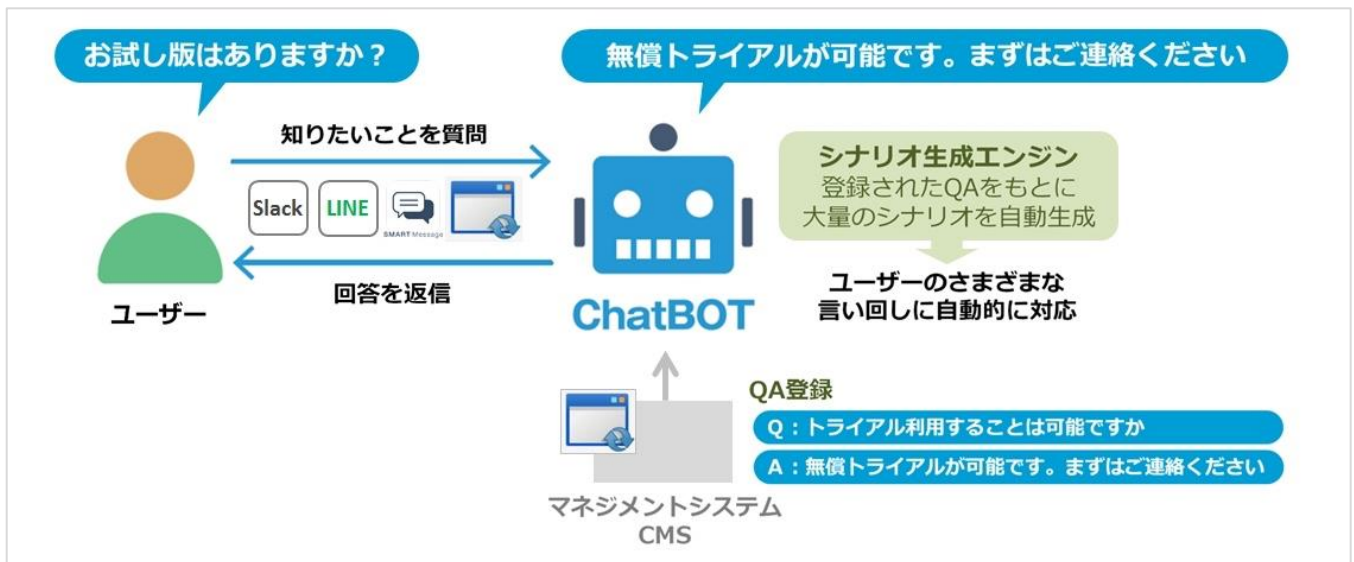 お試し版はありますか？
無償トライアルが可能です。まずはご連絡ください
知りたいことを質問
Slack
LINE
SMART Message
回答を返信
ユーザー
ChatBOT
シナリオ生成エンジン
登録されたQAをもとに
大量のシナリオを自動生成
ユーザーのさまざまな
言い回しに自動的に対応
QA登録
Q：トライアル利用することは可能ですか
A：無償トライアルが可能です。まずはご連絡ください
マネジメントシステム
CMS